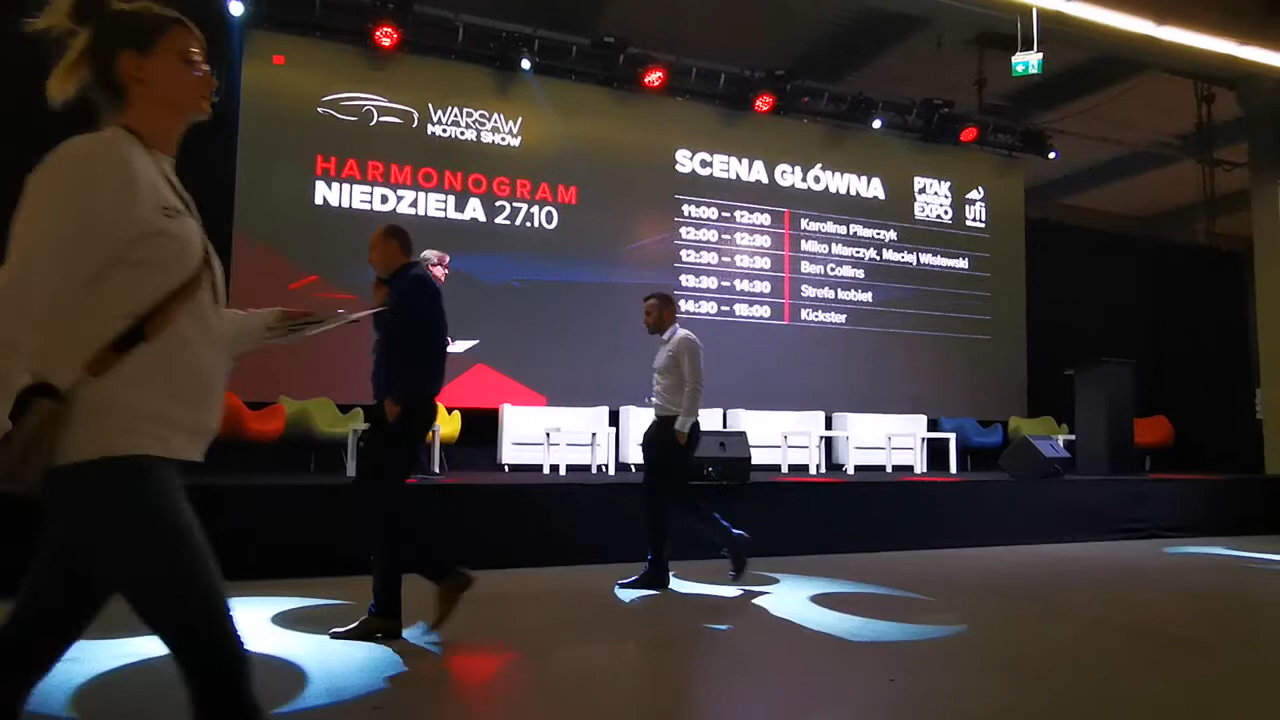 WARSAW
MOTOR SHOW
HARMONOGRAM
NIEDZIELA 27.10
SCENA GŁÓWNA
PTAK
WARSAW
EXPO
ufi
11:00 – 12:00 Karolina Pilarczyk
12:00 – 12:30 Miko Marczyk, Maciej Wisławski
12:30 – 13:30 Ben Collins
13:30 – 14:30 Strefa kobiet
14:30 – 15:00 Kickster